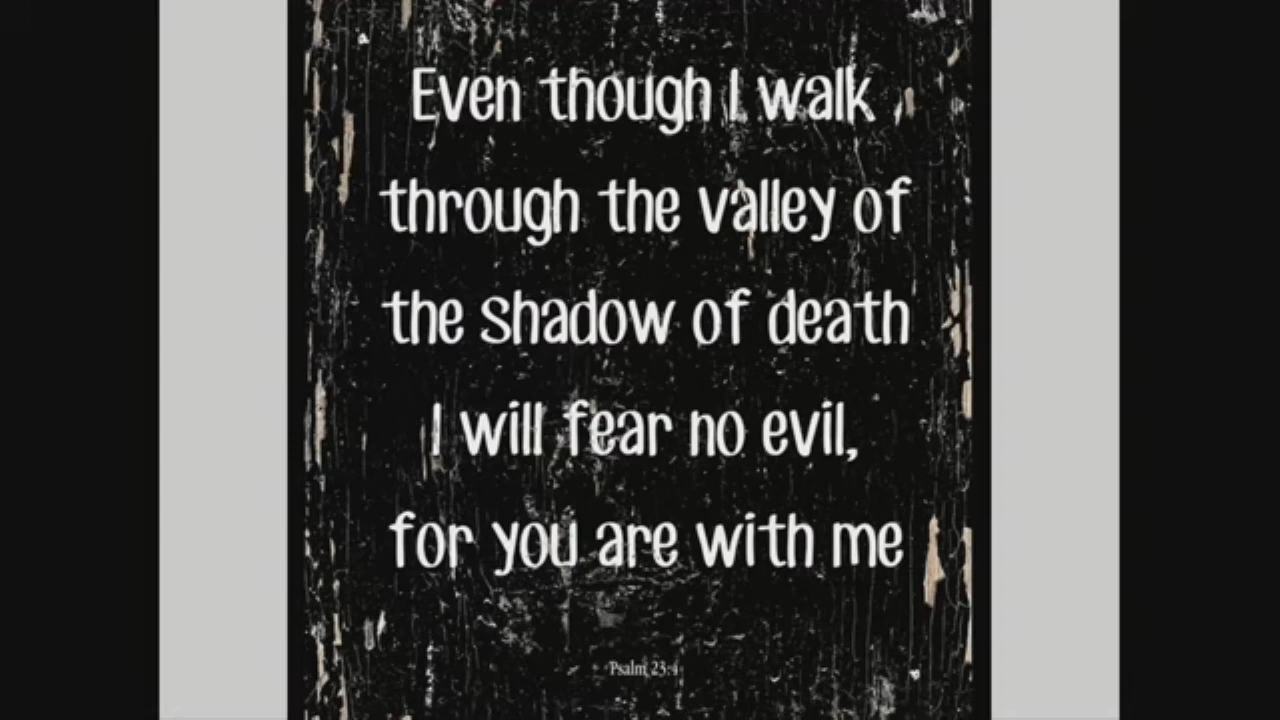 Even though I walk
through the valley of
the shadow of death
I will fear no evil,
for you are with me
Psalm 23:4